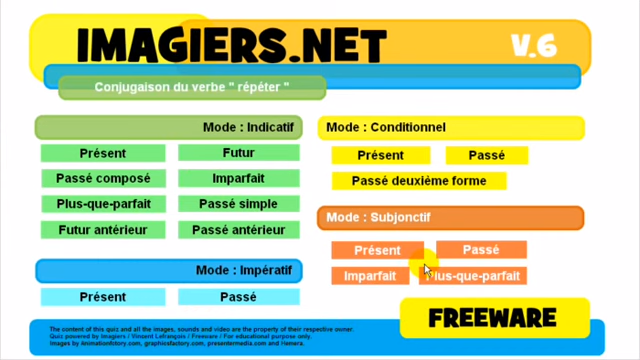 IMAGIERS.NET
V.6
Conjugaison du verbe " répéter "
Mode : Indicatif
Présent
Futur
Passé composé
Imparfait
Plus-que-parfait
Passé simple
Futur antérieur
Passé antérieur
Mode : Impératif
Présent
Passé
Mode : Conditionnel
Présent
Passé
Passé deuxième forme
Mode : Subjonctif
Présent
Passé
Imparfait
Plus-que-parfait
FREEWARE
The content of this quiz and all the images, sounds and video are the property of their respective owner.
Quiz powered by Imagiers / Vincent Lefrançois / Freeware / For educational purpose only.
Images by Animationfctory.com, graphicsfactory.com, presentermedia.com and Hemera.